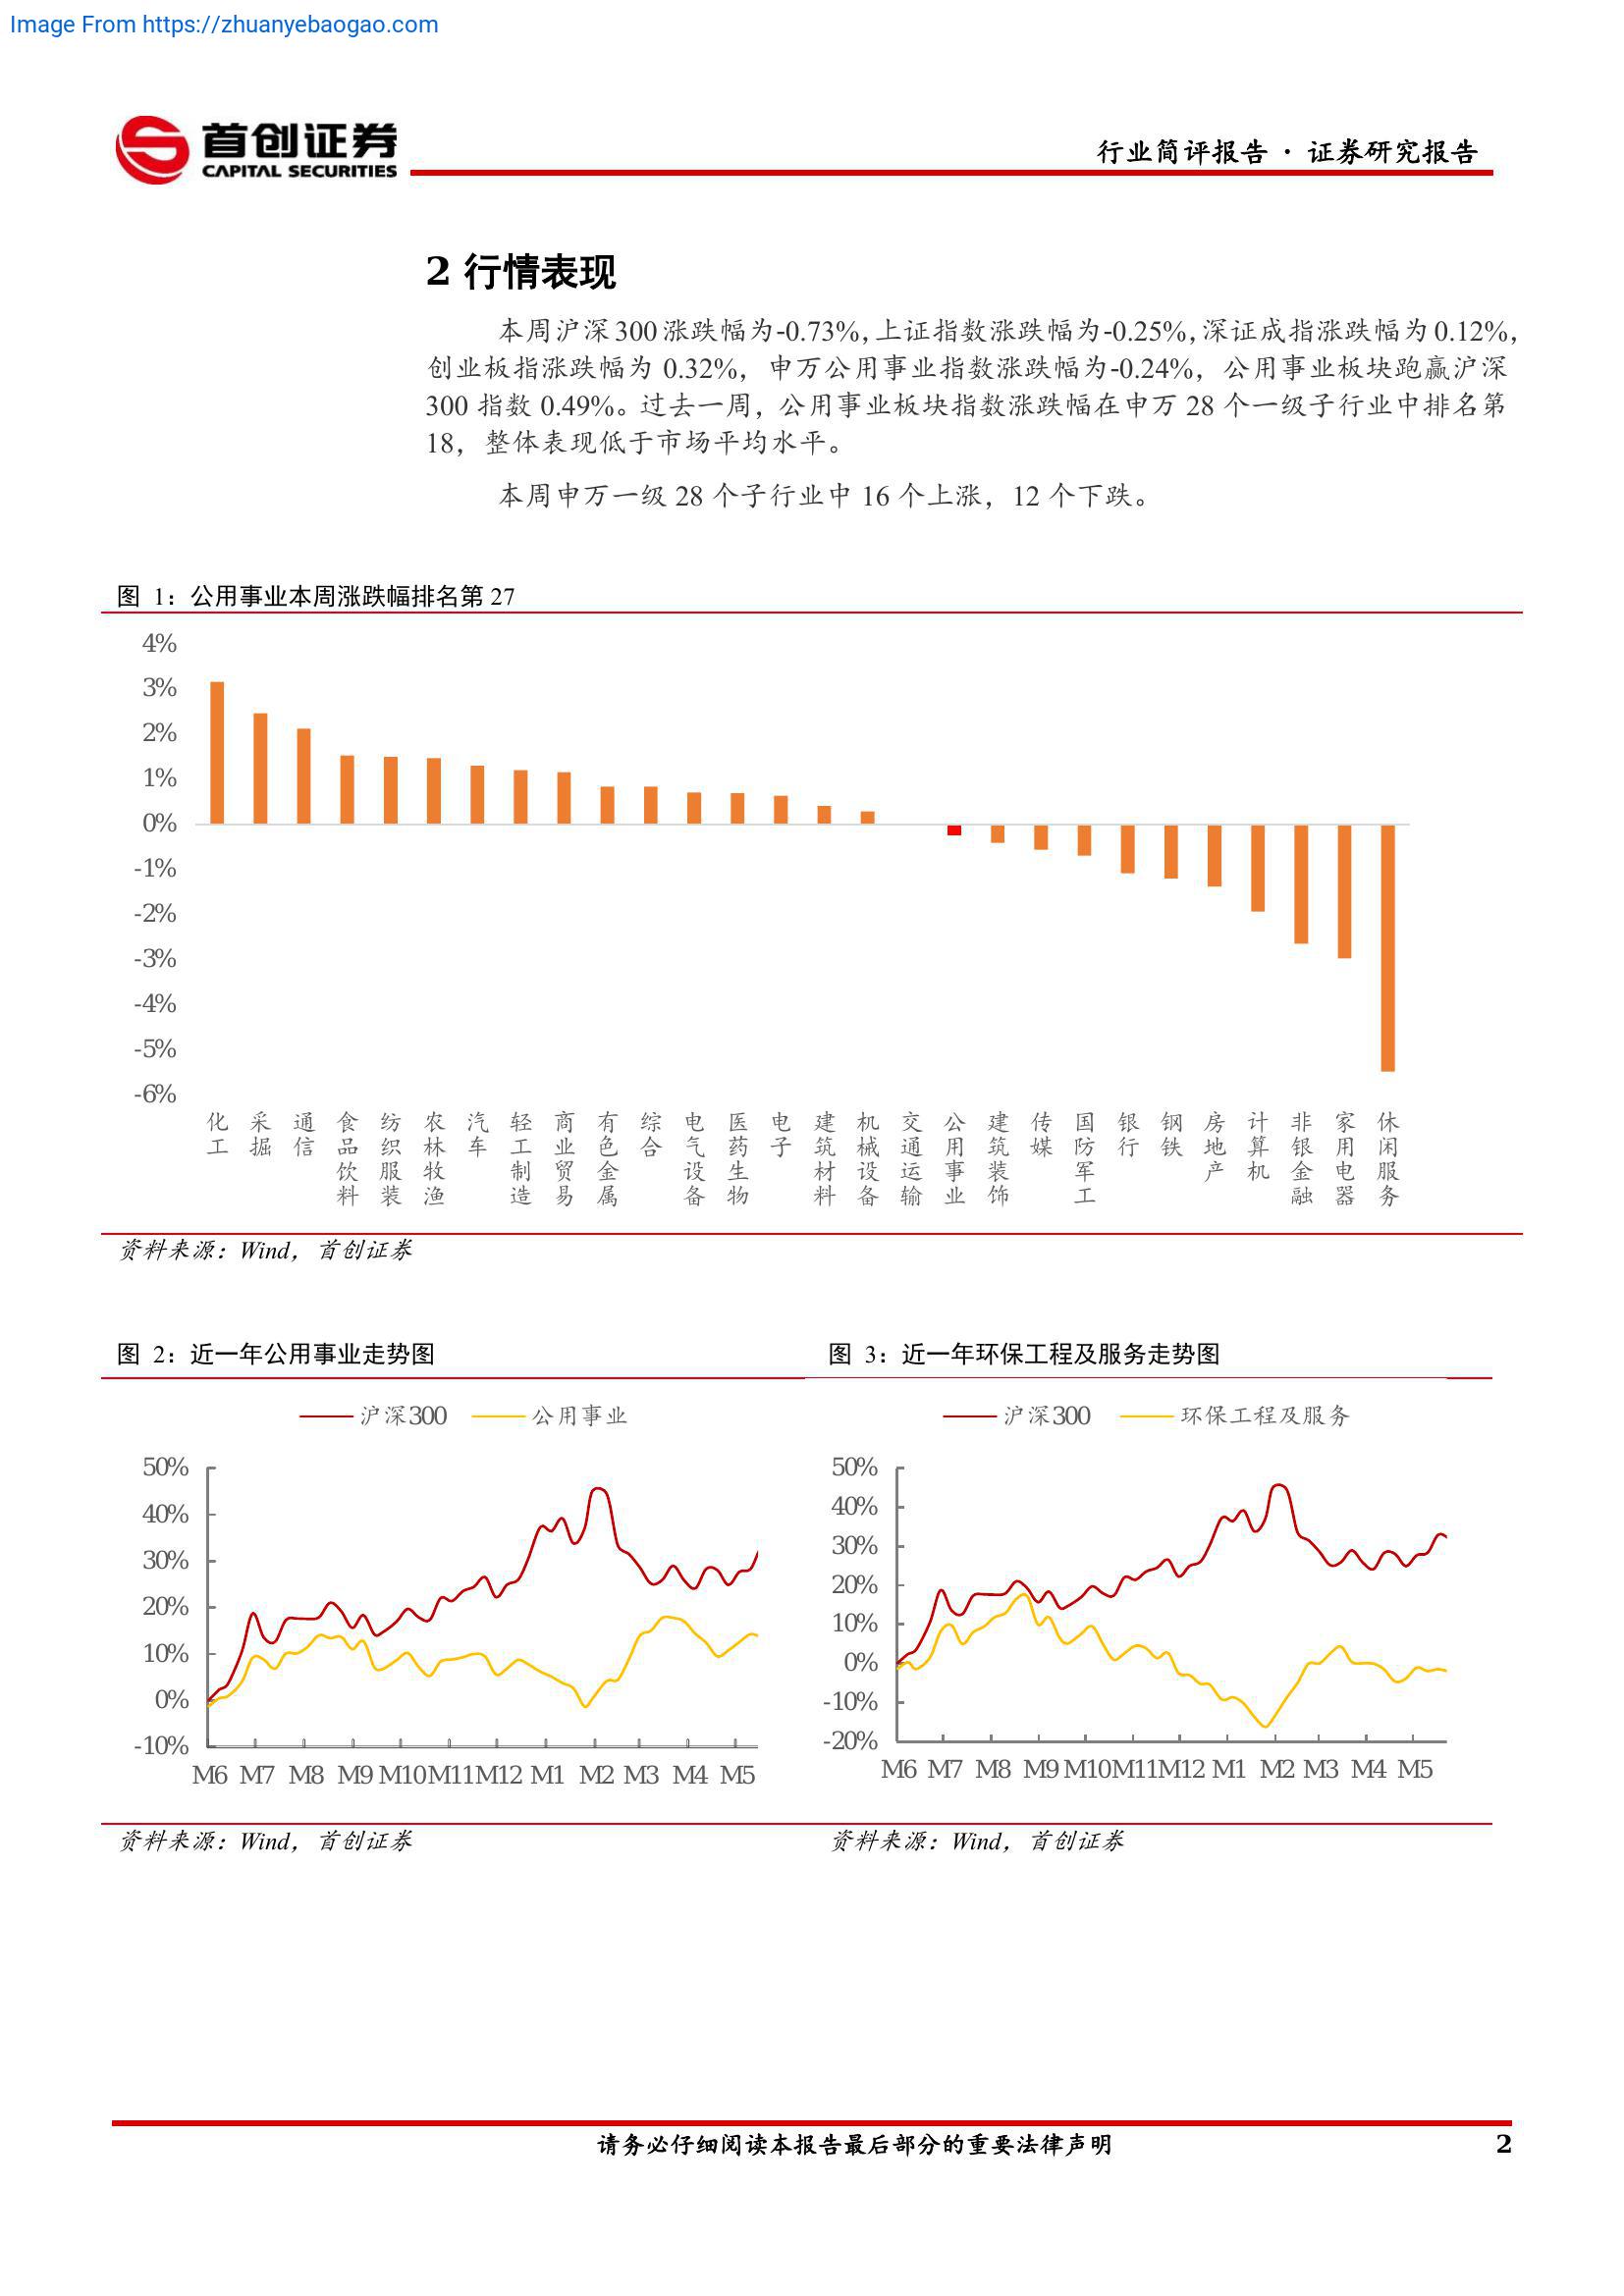 Image From https://zhuanyebaogao.com
首创证券
CAPITAL SECURITIES
行业简评报告 · 证券研究报告
2 行情表现
本周沪深 300 涨跌幅为-0.73%，上证指数涨跌幅为-0.25%，深证成指涨跌幅为 0.12%，
创业板指涨跌幅为 0.32%，申万公用事业指数涨跌幅为-0.24%，公用事业板块跑赢沪深
300 指数 0.49%。过去一周，公用事业板块指数涨跌幅在申万 28 个一级子行业中排名第
18，整体表现低于市场平均水平。
本周申万一级 28 个子行业中 16 个上涨，12 个下跌。
图 1：公用事业本周涨跌幅排名第 27
4%
3%
2%
1%
0%
-1%
-2%
-3%
-4%
-5%
-6%
化工 采掘 通信 食品饮料 纺织服装 农林牧渔 汽车 轻工制造 商业贸易 有色金属 综合 电气设备 医药生物 电子 建筑材料 机械设备 交通运输 公用事业 建筑装饰 传媒 国防军工 银行 钢铁 房地产 计算机 非银金融 家用电器 休闲服务
资料来源：Wind，首创证券
图 2：近一年公用事业走势图
沪深300 公用事业
50%
40%
30%
20%
10%
0%
-10%
M6 M7 M8 M9 M10 M11 M12 M1 M2 M3 M4 M5
资料来源：Wind，首创证券
图 3：近一年环保工程及服务走势图
沪深300 环保工程及服务
50%
40%
30%
20%
10%
0%
-10%
-20%
M6 M7 M8 M9 M10 M11 M12 M1 M2 M3 M4 M5
资料来源：Wind，首创证券
请务必仔细阅读本报告最后部分的重要法律声明 2